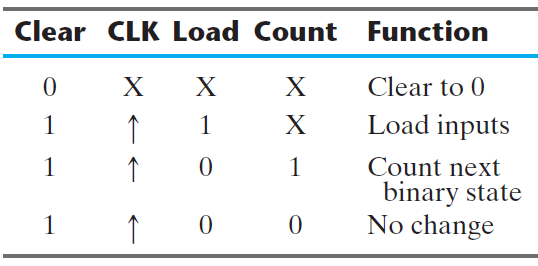 Clear CLK Load Count Function
0 X X X Clear to 0
1 ↑ 1 X Load inputs
1 ↑ 0 1 Count next
binary state
1 ↑ 0 0 No change